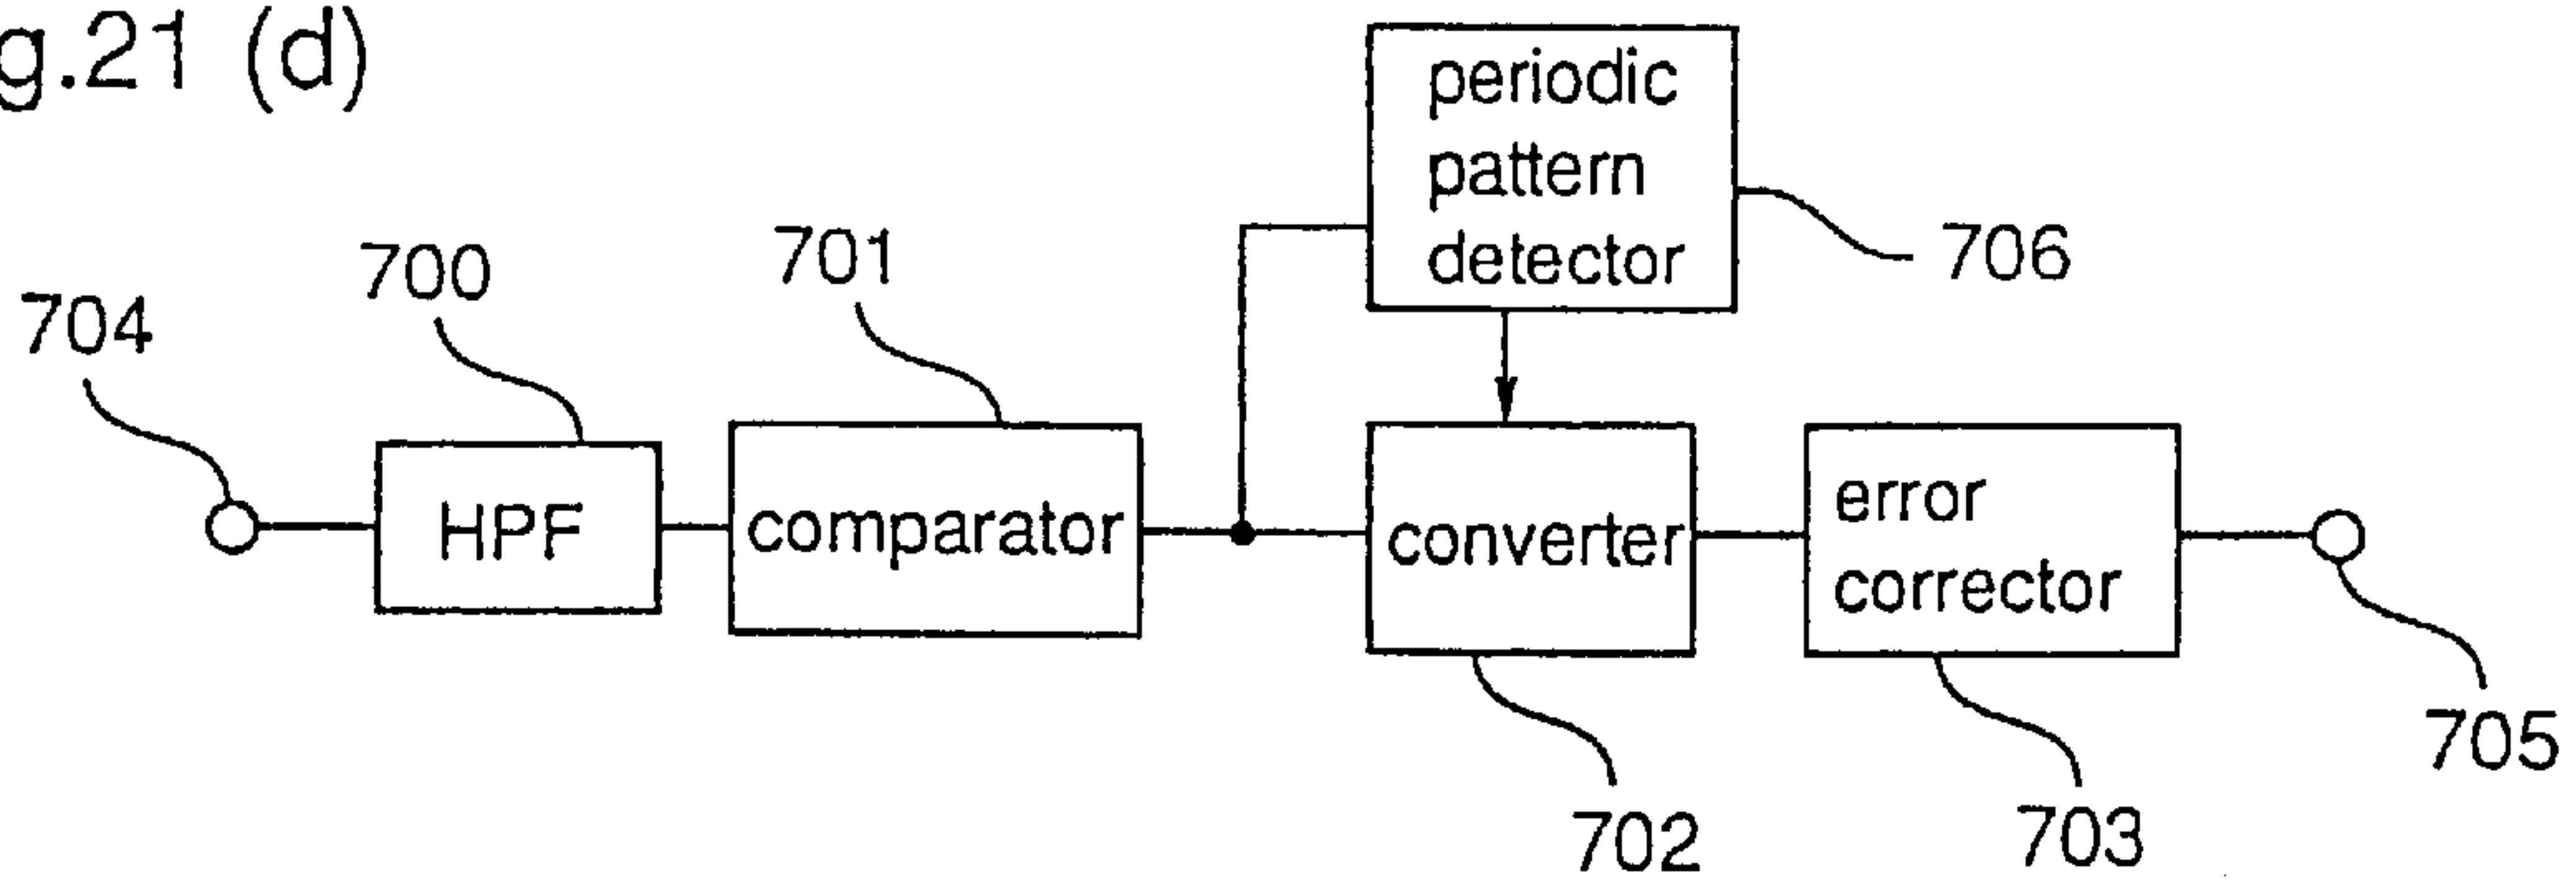 g.21 (d)
periodic
pattern
detector
706
701
700
704
HPF
comparator
converter
error
corrector
705
702
703